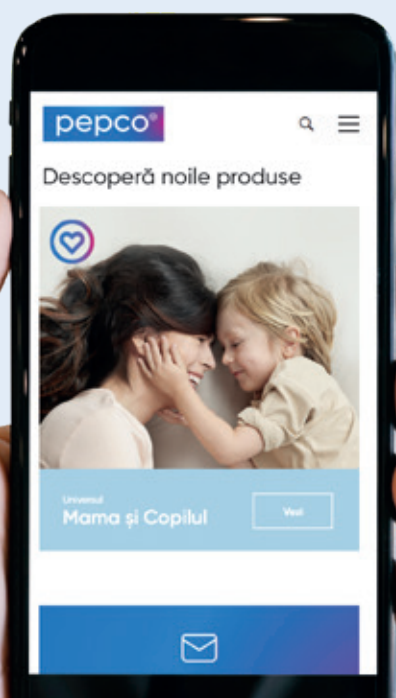 pepco®
Descoperă noile produse
Universul
Mama și Copilul
Vezi